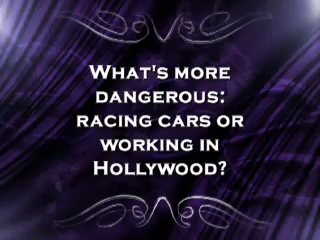 What's more
dangerous:
racing cars or
working in
Hollywood?